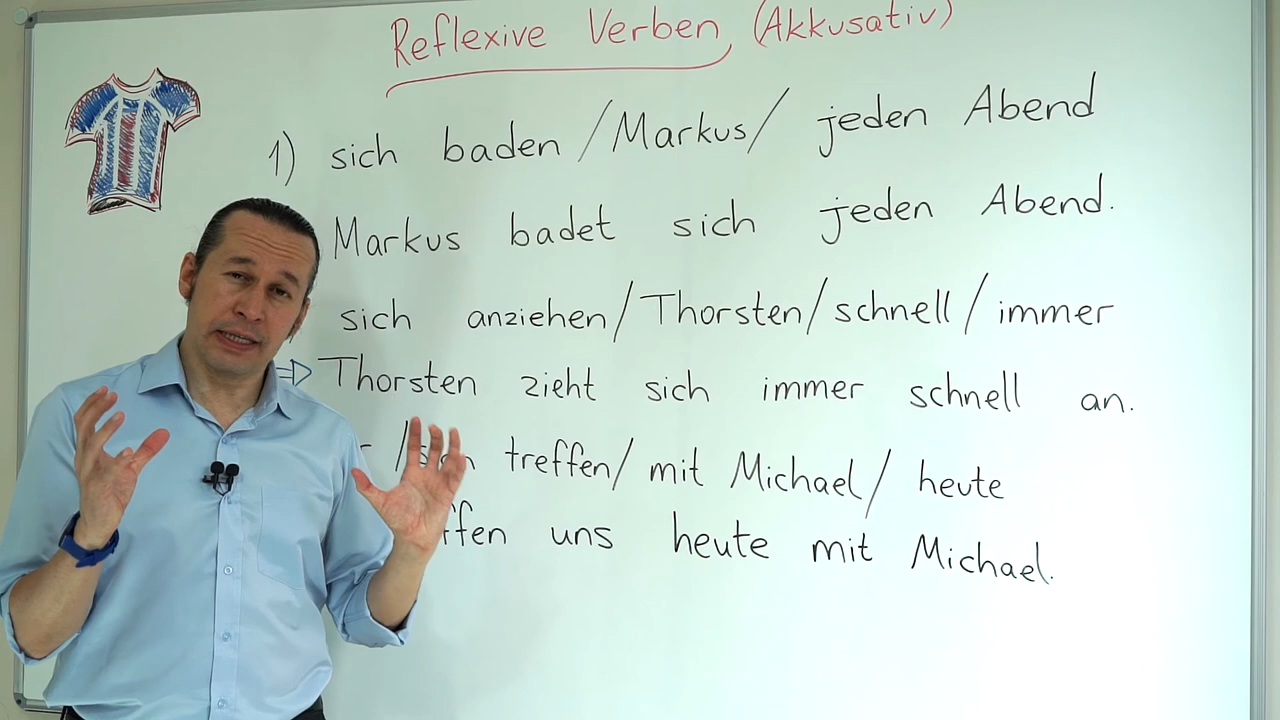 Reflexive Verben (Akkusativ)
1) sich baden / Markus / jeden Abend
Markus badet sich jeden Abend.
sich anziehen / Thorsten / schnell / immer
⇒ Thorsten zieht sich immer schnell an.
/ treffen / mit Michael / heute
uns heute mit Michael.